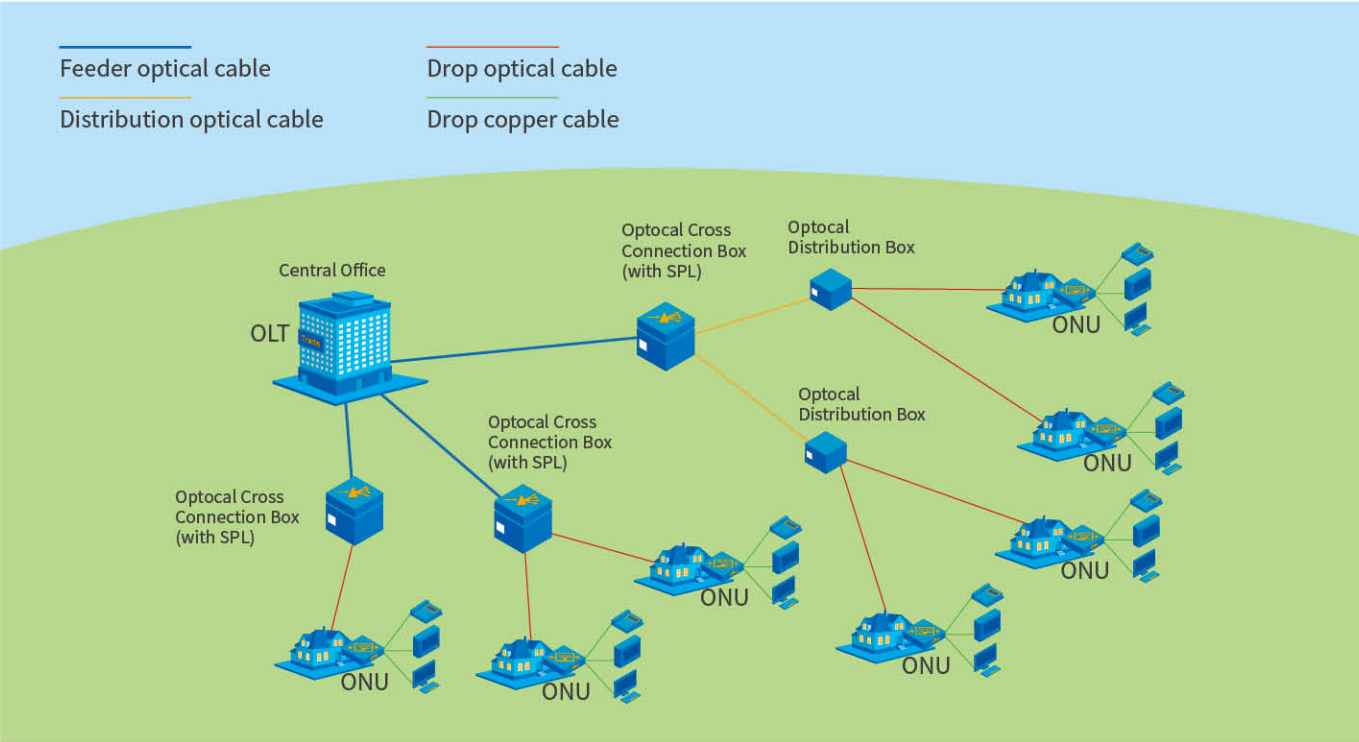 Feeder optical cable
Drop optical cable
Distribution optical cable
Drop copper cable
Optocal Cross
Connection Box
(with SPL)
Optocal
Distribution Box
Central Office
OLT
Trade
ONU
Optocal
Distribution Box
Optocal Cross
Connection Box
(with SPL)
ONU
Optocal Cross
Connection Box
(with SPL)
ONU
ONU
ONU
ONU
ONU